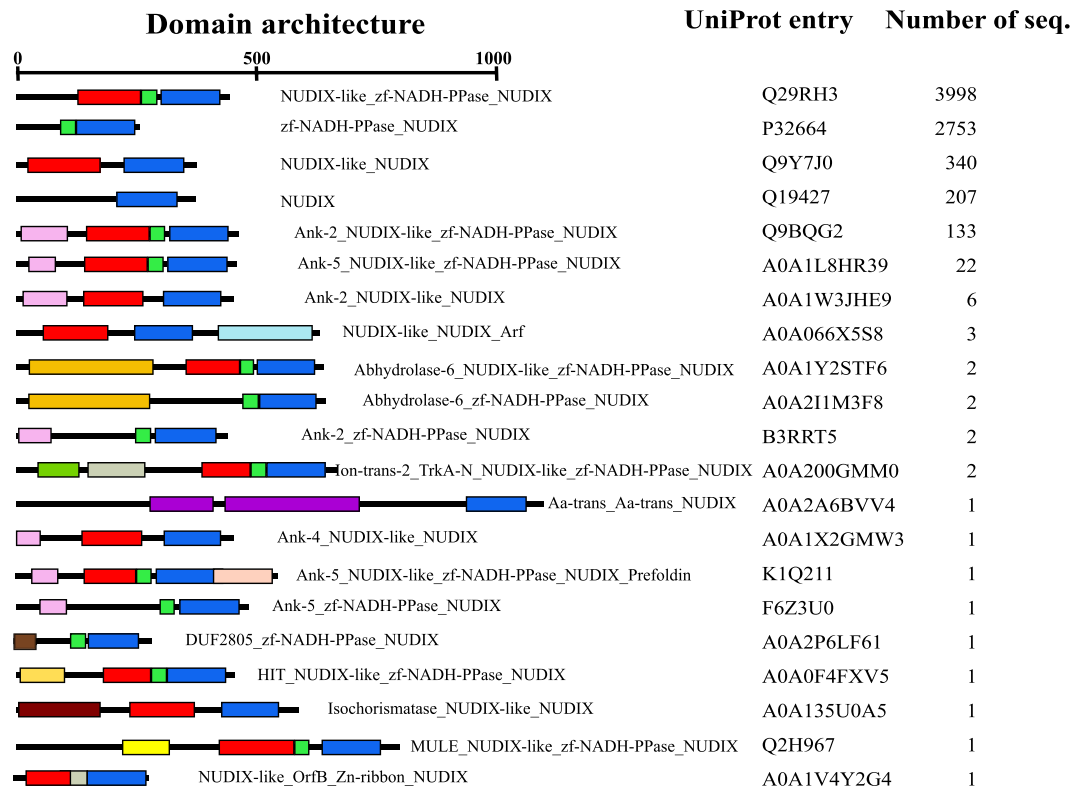 Domain architecture UniProt entry Number of seq.
0 500 1000
NUDIX-like_zf-NADH-PPase_NUDIX Q29RH3 3998
zf-NADH-PPase_NUDIX P32664 2753
NUDIX-like_NUDIX Q9Y7J0 340
NUDIX Q19427 207
Ank-2_NUDIX-like_zf-NADH-PPase_NUDIX Q9BQG2 133
Ank-5_NUDIX-like_zf-NADH-PPase_NUDIX A0A1L8HR39 22
Ank-2_NUDIX-like_NUDIX A0A1W3JHE9 6
NUDIX-like_NUDIX_Arf A0A066X5S8 3
Abhydrolase-6_NUDIX-like_zf-NADH-PPase_NUDIX A0A1Y2STF6 2
Abhydrolase-6_zf-NADH-PPase_NUDIX A0A2I1M3F8 2
Ank-2_zf-NADH-PPase_NUDIX B3RRT5 2
Ion-trans-2_TrkA-N_NUDIX-like_zf-NADH-PPase_NUDIX A0A200GMM0 2
Aa-trans_Aa-trans_NUDIX A0A2A6BVV4 1
Ank-4_NUDIX-like_NUDIX A0A1X2GMW3 1
Ank-5_NUDIX-like_zf-NADH-PPase_NUDIX_Prefoldin K1Q211 1
Ank-5_zf-NADH-PPase_NUDIX F6Z3U0 1
DUF2805_zf-NADH-PPase_NUDIX A0A2P6LF61 1
HIT_NUDIX-like_zf-NADH-PPase_NUDIX A0A0F4FXV5 1
Isochorismatase_NUDIX-like_NUDIX A0A135U0A5 1
MULE_NUDIX-like_zf-NADH-PPase_NUDIX Q2H967 1
NUDIX-like_OrfB_Zn-ribbon_NUDIX A0A1V4Y2G4 1